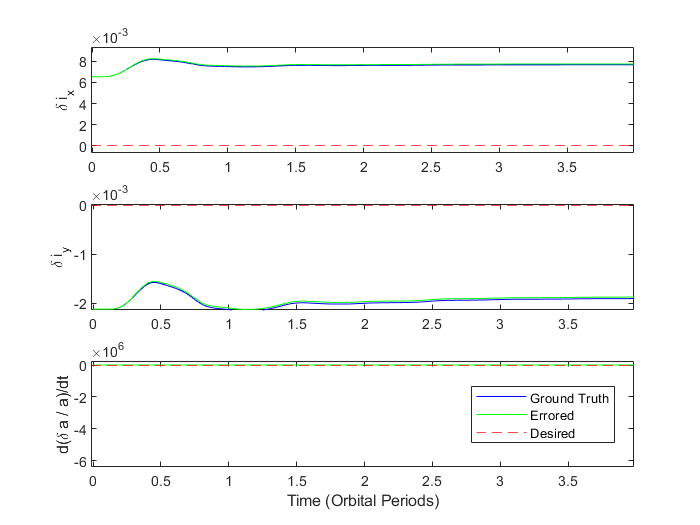 ×10^-3
8
6
4
2
0
δ i_x
0 0.5 1 1.5 2 2.5 3 3.5
×10^-3
0
-1
-2
δ i_y
0 0.5 1 1.5 2 2.5 3 3.5
×10^6
0
-2
-4
-6
d(δ a / a)/dt
Ground Truth
Errored
Desired
0 0.5 1 1.5 2 2.5 3 3.5
Time (Orbital Periods)